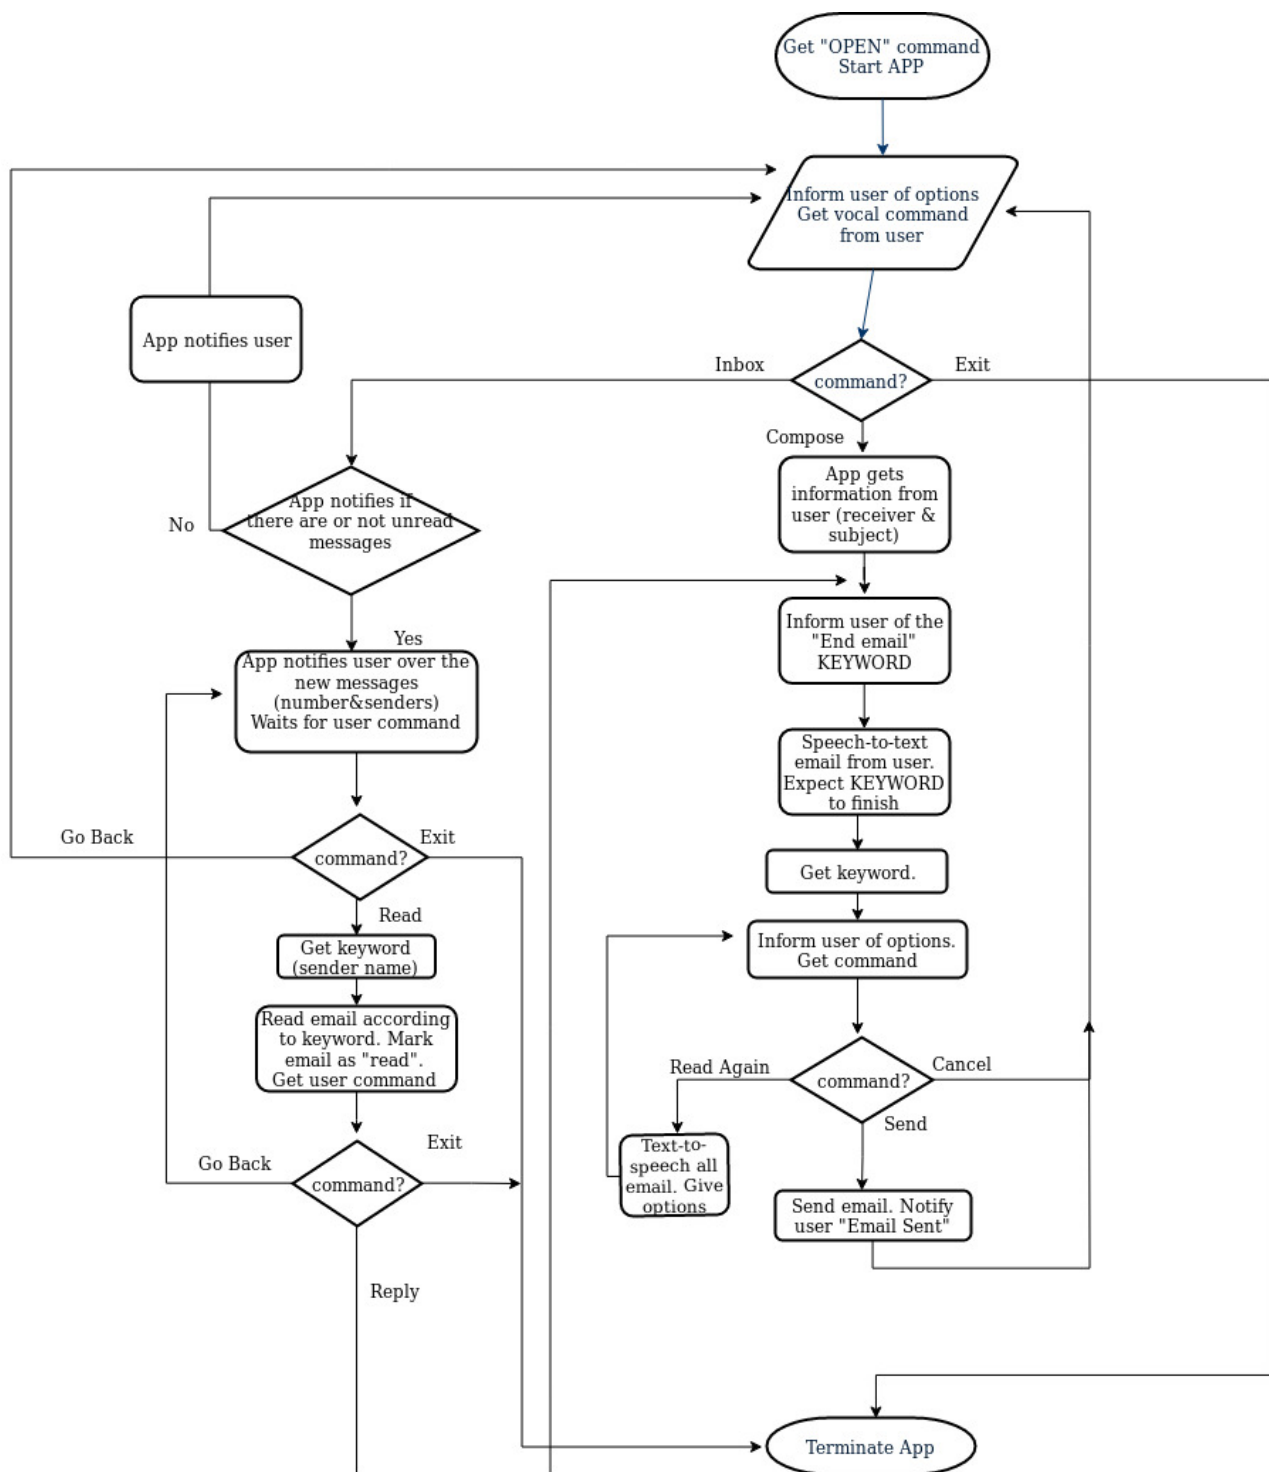 Get "OPEN" command
Start APP
Inform user of options
Get vocal command
from user
App notifies user
Inbox
command?
Exit
Compose
App gets
information from
user (receiver &
subject)
App notifies if
there are or not unread
messages
No
Yes
Inform user of the
"End email"
KEYWORD
App notifies user over the
new messages
(number&senders)
Waits for user command
Speech-to-text
email from user.
Expect KEYWORD
to finish
Go Back
command?
Exit
Get keyword.
Read
Get keyword
(sender name)
Inform user of options.
Get command
Read email according
to keyword. Mark
email as "read".
Get user command
Read Again
command?
Cancel
Send
Text-to-
speech all
email. Give
options
Go Back
command?
Exit
Send email. Notify
user "Email Sent"
Reply
Terminate App